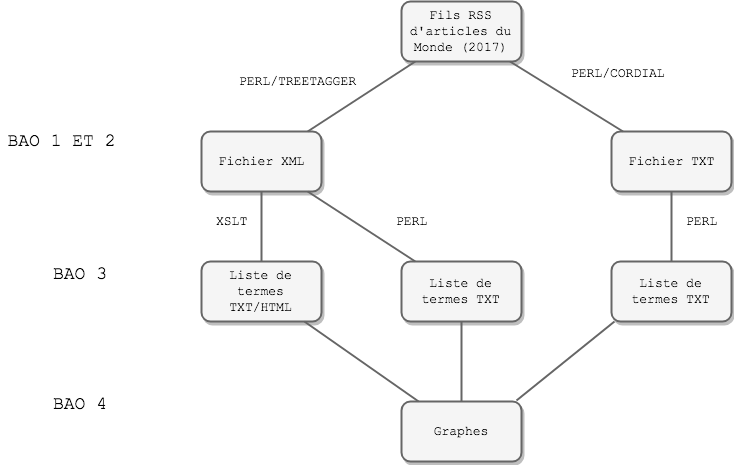 Fils RSS
d'articles du
Monde (2017)
PERL/TREETAGGER
PERL/CORDIAL
BAO 1 ET 2
Fichier XML
Fichier TXT
XSLT
PERL
PERL
BAO 3
Liste de
termes
TXT/HTML
Liste de
termes TXT
Liste de
termes TXT
BAO 4
Graphes